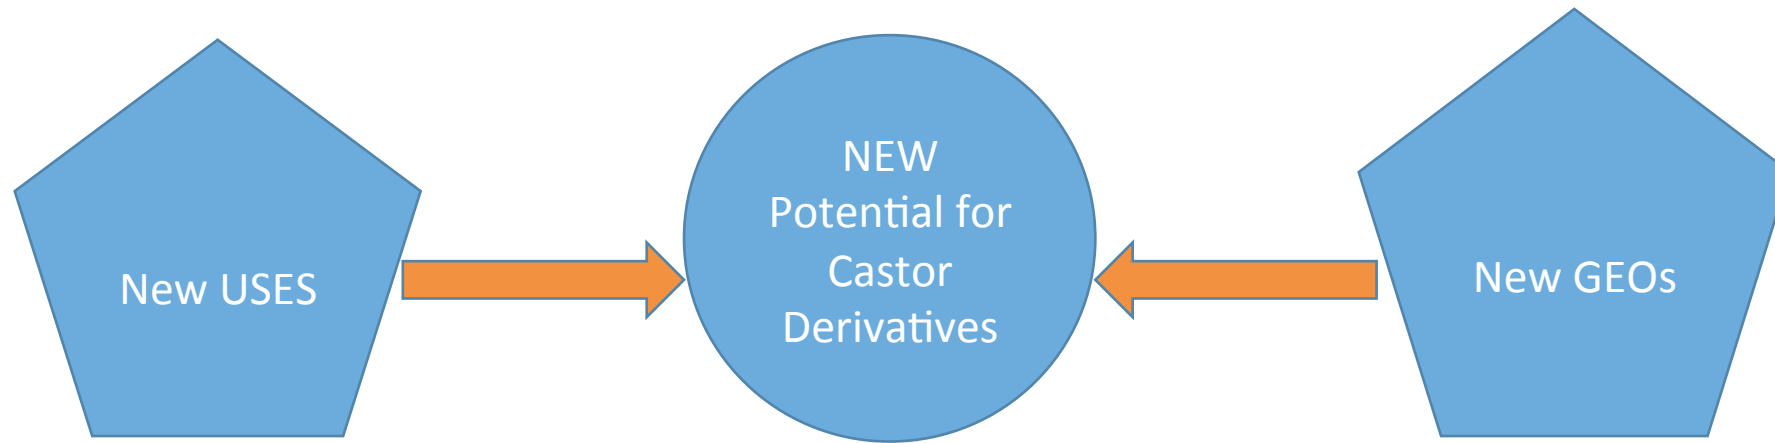 New USES
NEW
Potential for
Castor
Derivatives
New GEOs